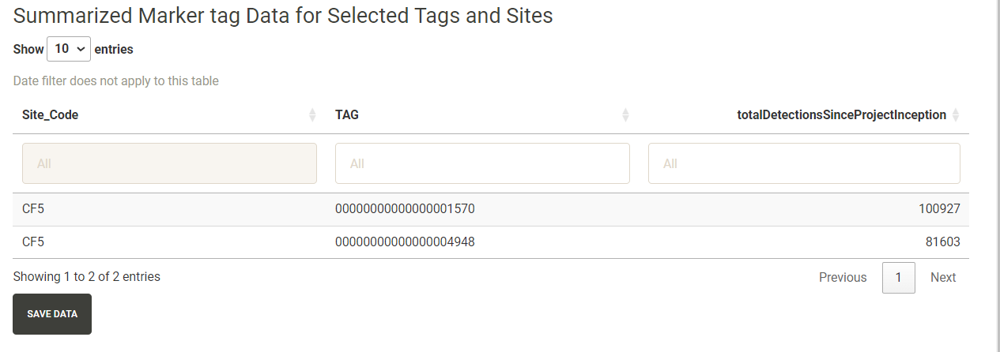 Summarized Marker tag Data for Selected Tags and Sites
Show 10 entries
Date filter does not apply to this table
Site_Code TAG totalDetectionsSinceProjectInception
All All All
CF5 00000000000000001570 100927
CF5 00000000000000004948 81603
Showing 1 to 2 of 2 entries Previous 1 Next
SAVE DATA